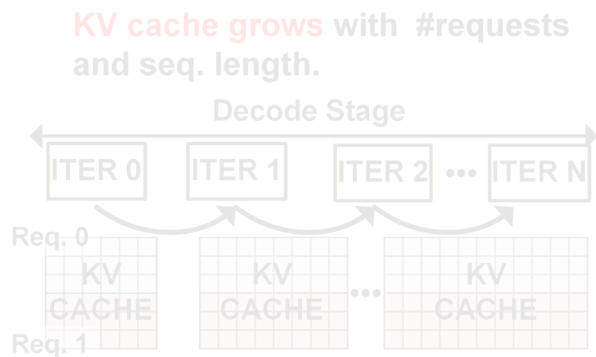 KV cache grows with #requests
and seq. length.
Decode Stage
ITER 0 ITER 1 ITER 2 ••• ITER N
Req. 0
KV CACHE KV CACHE ••• KV CACHE
Req. 1